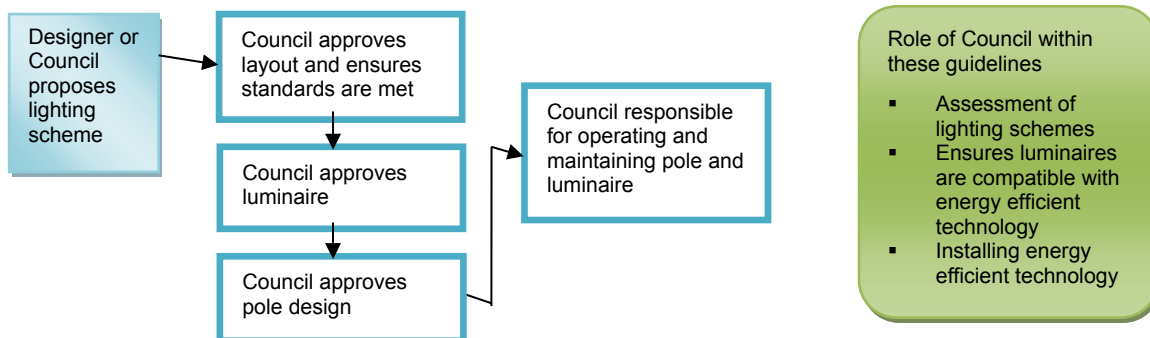 Designer or
Council
proposes
lighting
scheme
Council approves
layout and ensures
standards are met
Council approves
luminaire
Council approves
pole design
Council responsible
for operating and
maintaining pole and
luminaire
Role of Council within
these guidelines
▪ Assessment of
lighting schemes
▪ Ensures luminaires
are compatible with
energy efficient
technology
▪ Installing energy
efficient technology